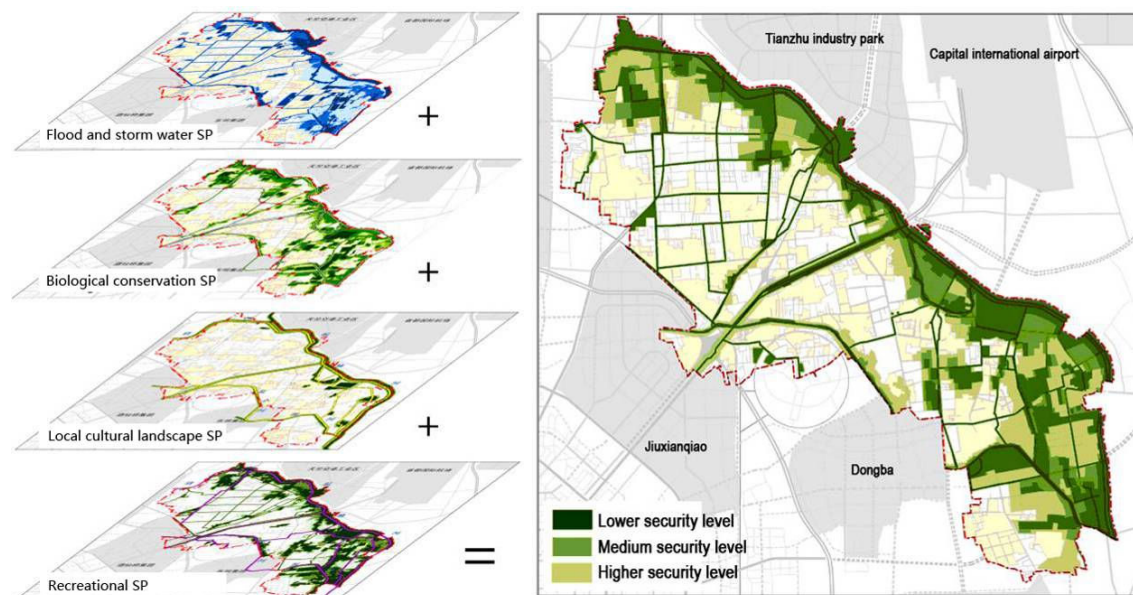 Flood and storm water SP
+
Biological conservation SP
+
Local cultural landscape SP
+
Recreational SP
=
Tianzhu industry park
Capital international airport
Jiuxianqiao
Dongba
Lower security level
Medium security level
Higher security level